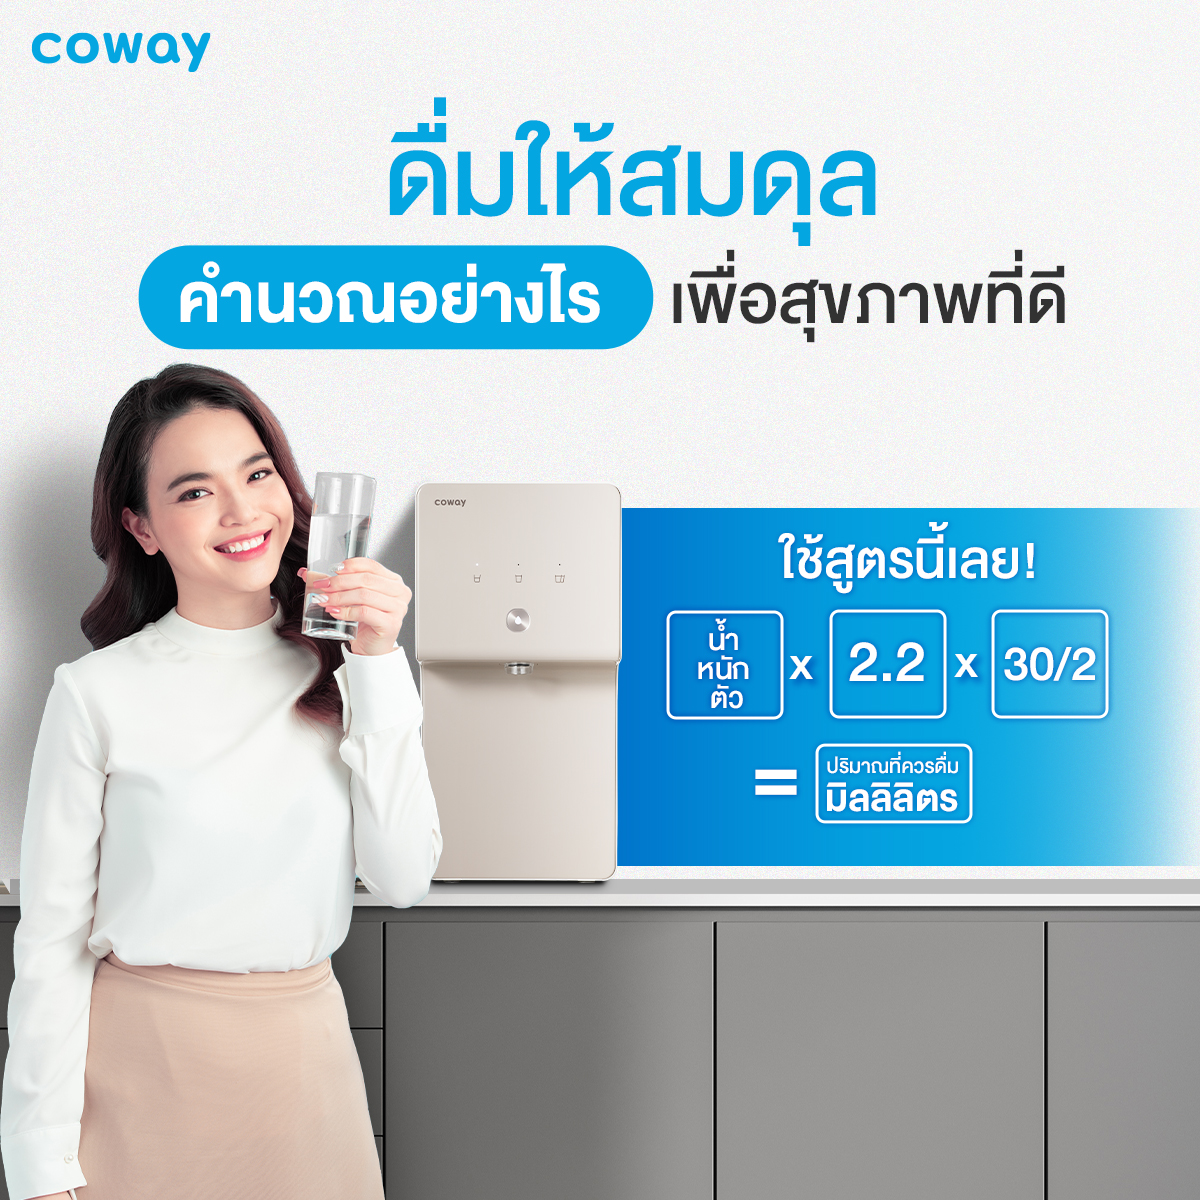 coway
ดื่มให้สมดุล
คำนวณอย่างไร เพื่อสุขภาพที่ดี
coway
ใช้สูตรนี้เลย!
น้ำ
หนัก
ตัว
x 2.2 x 30/2
= ปริมาณที่ควรดื่ม
มิลลิลิตร